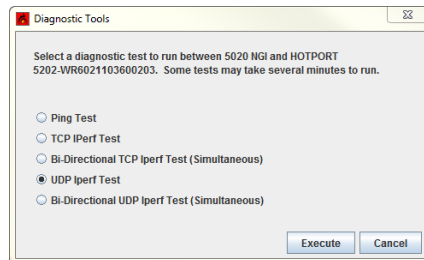 Diagnostic Tools
Select a diagnostic test to run between 5020 NGI and HOTPORT
5202-WR6021103600203. Some tests may take several minutes to run.
Ping Test
TCP IPerf Test
Bi-Directional TCP Iperf Test (Simultaneous)
UDP Iperf Test
Bi-Directional UDP Iperf Test (Simultaneous)
Execute
Cancel